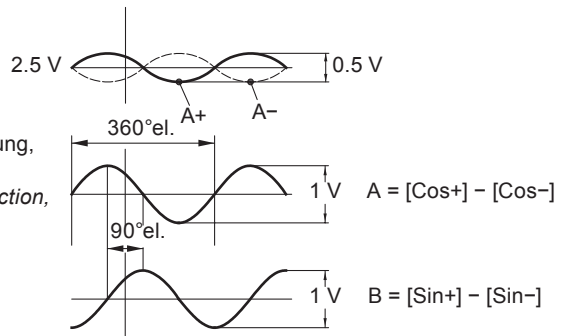 2.5 V
0.5 V
A+
A−
360°el.
ung,
ction,
1 V
A = [Cos+] − [Cos−]
90°el.
1 V
B = [Sin+] − [Sin−]